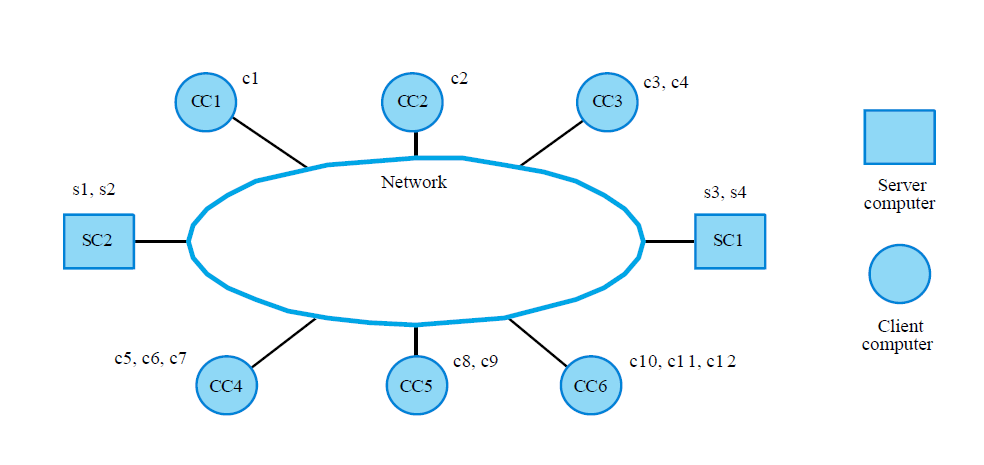 c1
CC1
c2
CC2
c3, c4
CC3
Network
s1, s2
SC2
s3, s4
SC1
Server
computer
Client
computer
c5, c6, c7
CC4
c8, c9
CC5
c10, c11, c12
CC6